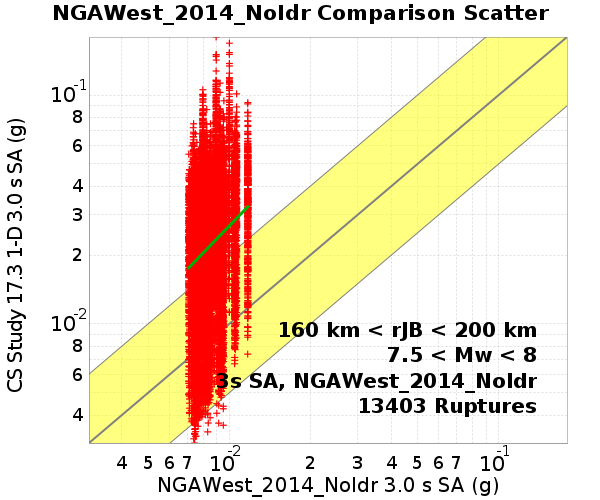 NGAWest_2014_NoIdr Comparison Scatter
CS Study 17.3 1-D 3.0 s SA (g)
10-1
8
6
4
3
2
10-2
8
6
4
160 km < rJB < 200 km
7.5 < Mw < 8
3s SA, NGAWest_2014_NoIdr
13403 Ruptures
4 5 6 7 10-2 2 3 4 5 6 7 10-1
NGAWest_2014_NoIdr 3.0 s SA (g)